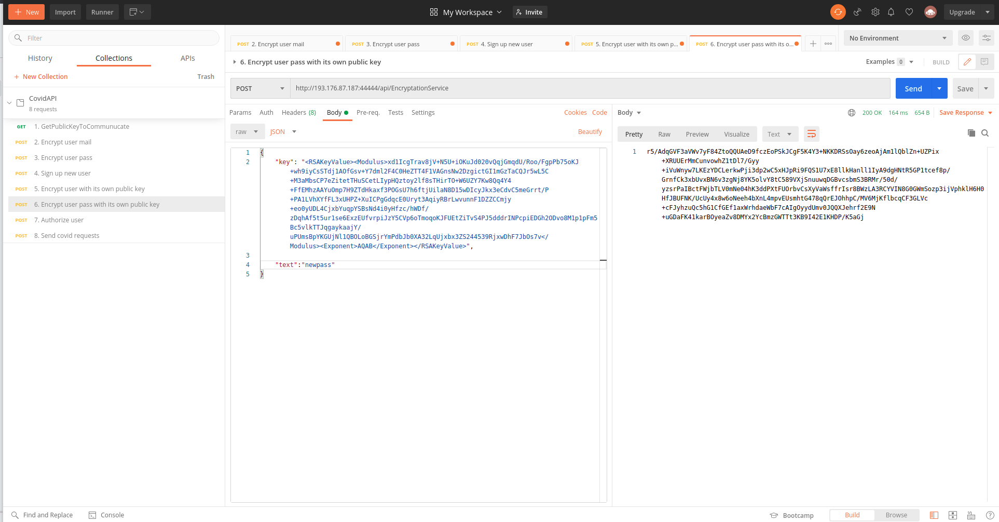 New Import Runner My Workspace Invite Upgrade
Filter
History Collections APIs
New Collection Trash
CovidAPI
8 requests
GET 1. GetPublicKeyToCommunucate
POST 2. Encrypt user mail
POST 3. Encrypt user pass
POST 4. Sign up new user
POST 5. Encrypt user with its own public key
POST 6. Encrypt user pass with its own public key
POST 7. Authorize user
POST 8. Send covid requests
POST 2. Encrypt user mail POST 3. Encrypt user pass POST 4. Sign up new user POST 5. Encrypt user with its own p... POST 6. Encrypt user pass with its o... No Environment
6. Encrypt user pass with its own public key Examples 0 BUILD
POST http://193.176.87.187:44444/api/EncryptationService Send Save
Params Auth Headers (8) Body Pre-req. Tests Settings Cookies Code
raw JSON Beautify
1 {
2 "key": "<RSAKeyValue><Modulus>xd1IcgTrav8jV+N5U+iOKuJd020vQqjGmqdU/Roo/FgpPb75oKJ
+wh9iyCsSTdj1AOfGsv+Y7dml2F4C0HeZTT4F1VAGnsNw2DzgictGI1mGzTaCQJr5wL5C
+M3aMbsCP7eZitetTHuSCetLIypHQztoy2lf8sTHirTO+W6UZY7Kw8Qq4Y4
+FfEMhzAAYuOmp7H9ZTdHkaxf3POGsU7h6ftjUilaN8D15wDIcyJkx3eCdvC5meGrrt/P
+PA1LVhXYfFL3xUHPZ+XuICPgGdqcE0Uryt3AqiyRBrLwvunnF1DZZCCmjy
+eo0yUDL4CjxbYuqpYSBsNd4i0yHfzc/hWDf/
zDqhAf5t5ur1se6ExzEUfvrpiJzY5CVp6oTmoqoKJFUEtZiTvS4PJ5dddrINPcpiEDGh2ODvo8M1p1pFm5
Bc5vlkTTJqgaykaajY/
uPUmsBpYKGUjNl1QBOLoBGSjrYmPdbJb0XA32LqUjxbx3ZS244539RjxwDhF7JbOs7v</
Modulus><Exponent>AQAB</Exponent></RSAKeyValue>",
3
4 "text":"newpass"
5 }
Body 200 OK 164 ms 654 B Save Response
Pretty Raw Preview Visualize Text
1 r5/AdqGVF3aVWv7yF84ZtoQQUAeD9fczEoPSkJCgF5K4Y3+NKKDRSsOay6zeoAjAm1lQblZn+UZPix
+XRUUErMmCunvowhZ1tDl7/Gyy
+iVuWnyw7LKEzYDCLerkwPji3dp2wC5xHJpRi9FQS1U7xE8llkHanll1IyA9dgHNtR5GP1tcef8p/
GrnfCk3xbUvxBN6v3zgNj8YK5olvY8tC589VXjSnuuwqDGBvcsbmS3BRMr/50d/
yzsrPaIBctFWjbTLV0mNe04hK3ddPXtFUOrbvCsXyVaWsffrIsr8BWzLA3RCYVIN8G0GWmSozp3ijVphklH6H0
HfJBUFNK/UcUy4x8w6oNeeh4bXnL4mpvEUsmhtG478qQrEJOhhpC/MV6MjKflbcqCF3GLVc
+cFJyhzuQc5hG1CfGEf1axWrhdaeWbF7cAIgOyydUmv0JQQXJehrf2E9N
+uGDaFK41karBOyeaZv8DMYx2YcBmzGWTTt3KB9I42E1KHDP/K5aGj
Find and Replace Console Bootcamp Build Browse